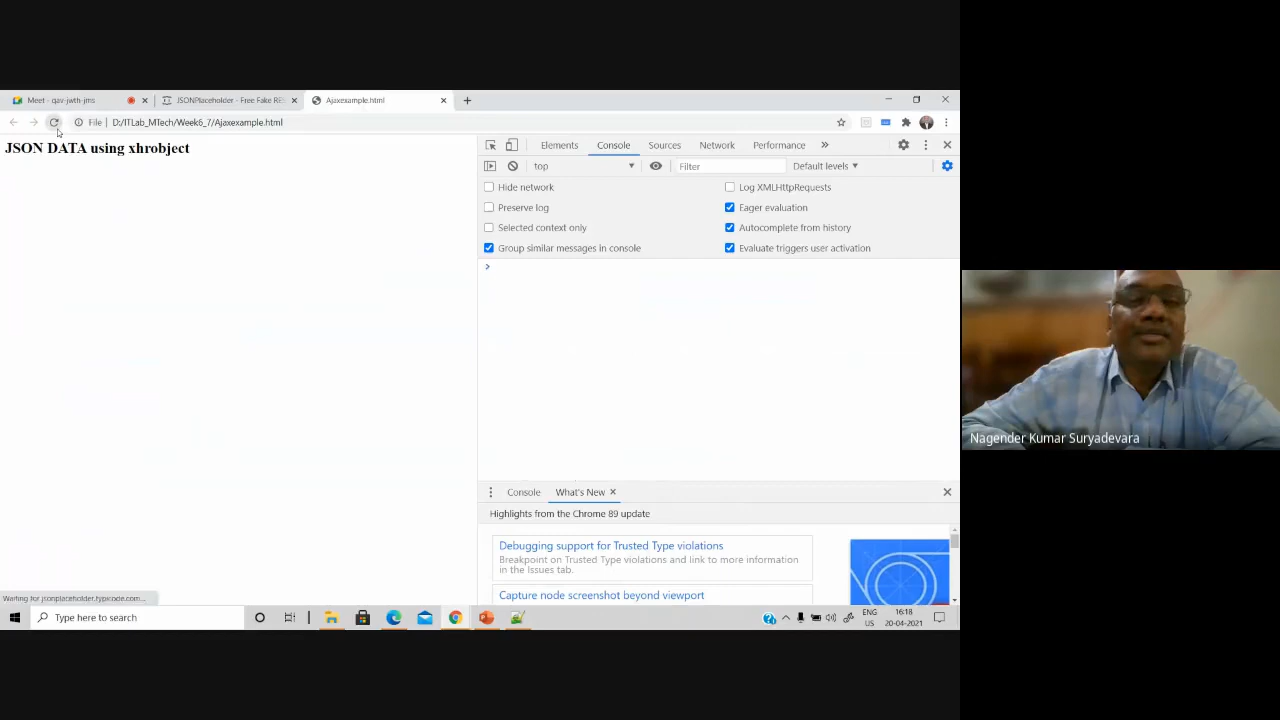 Meet - qav-jwth-jms
JSONPlaceholder - Free Fake RES
Ajaxexample.html
File | D:/ITLab_MTech/Week6_7/Ajaxexample.html
JSON DATA using xhrobject
Elements Console Sources Network Performance »
top Filter Default levels
Hide network
Log XMLHttpRequests
Preserve log
Eager evaluation
Selected context only
Autocomplete from history
Group similar messages in console
Evaluate triggers user activation
Console What's New
Highlights from the Chrome 89 update
Debugging support for Trusted Type violations
Breakpoint on Trusted Type violations and link to more information
in the Issues tab.
Capture node screenshot beyond viewport
Waiting for jsonplaceholder.typicode.com...
Type here to search
ENG
US
16:18
20-04-2021
Nagender Kumar Suryadevara